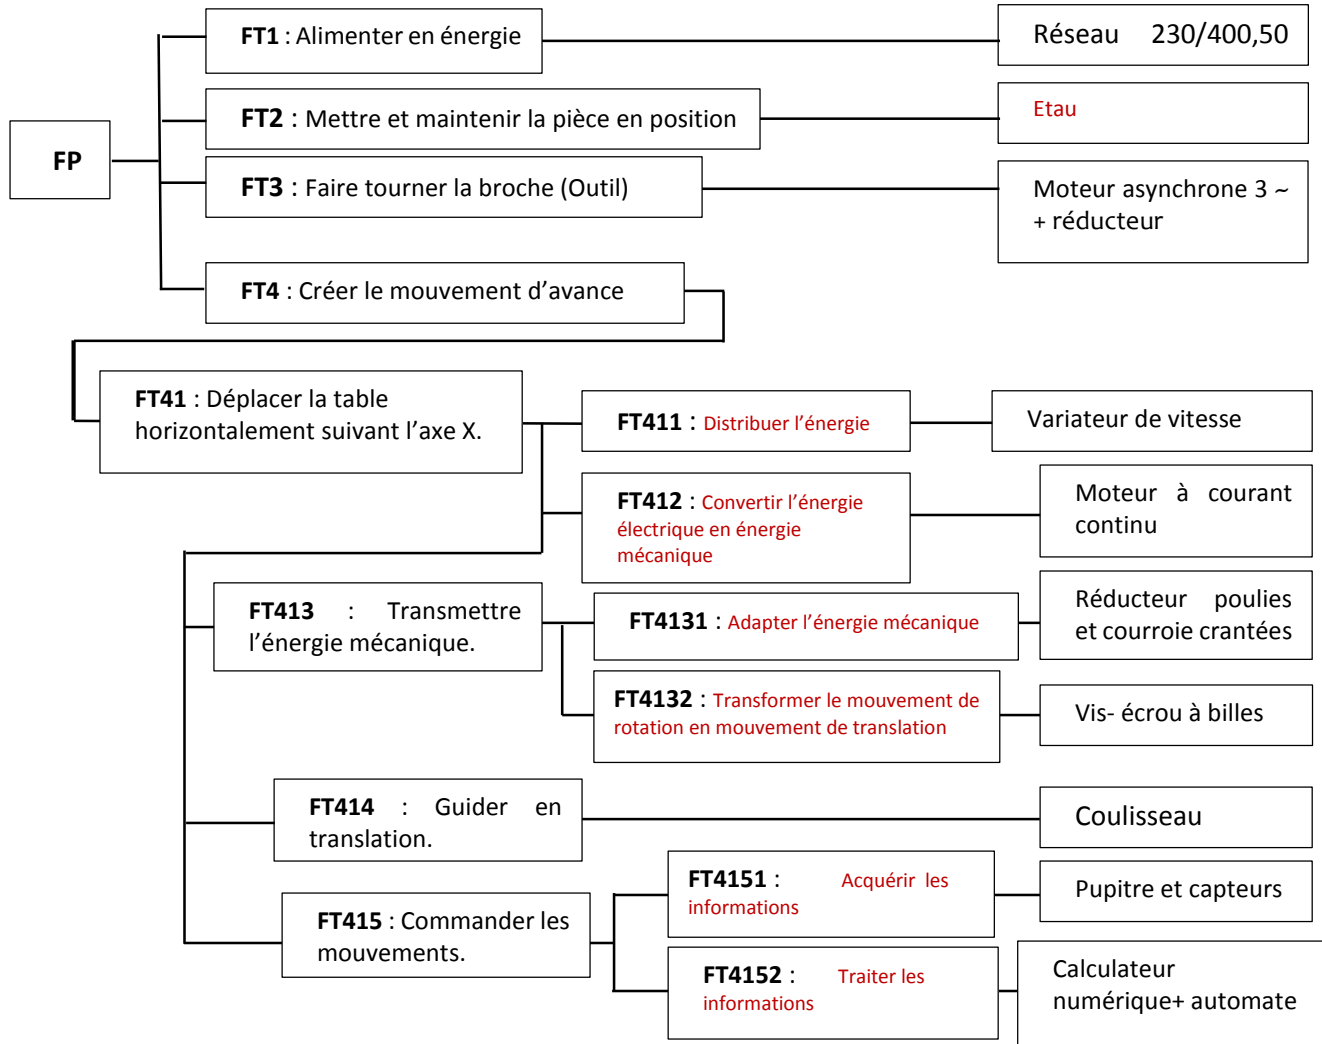 FT1 : Alimenter en énergie
Réseau 230/400,50
FT2 : Mettre et maintenir la pièce en position
Etau
FP
FT3 : Faire tourner la broche (Outil)
Moteur asynchrone 3 ~
+ réducteur
FT4 : Créer le mouvement d’avance
FT41 : Déplacer la table
horizontalement suivant l’axe X.
FT411 : Distribuer l’énergie
Variateur de vitesse
FT412 : Convertir l’énergie
électrique en énergie
mécanique
Moteur à courant
continu
FT413 : Transmettre
l’énergie mécanique.
FT4131 : Adapter l’énergie mécanique
Réducteur poulies
et courroie crantées
FT4132 : Transformer le mouvement de
rotation en mouvement de translation
Vis- écrou à billes
FT414 : Guider en
translation.
Coulisseau
FT415 : Commander les
mouvements.
FT4151 : Acquérir les
informations
Pupitre et capteurs
FT4152 : Traiter les
informations
Calculateur
numérique+ automate